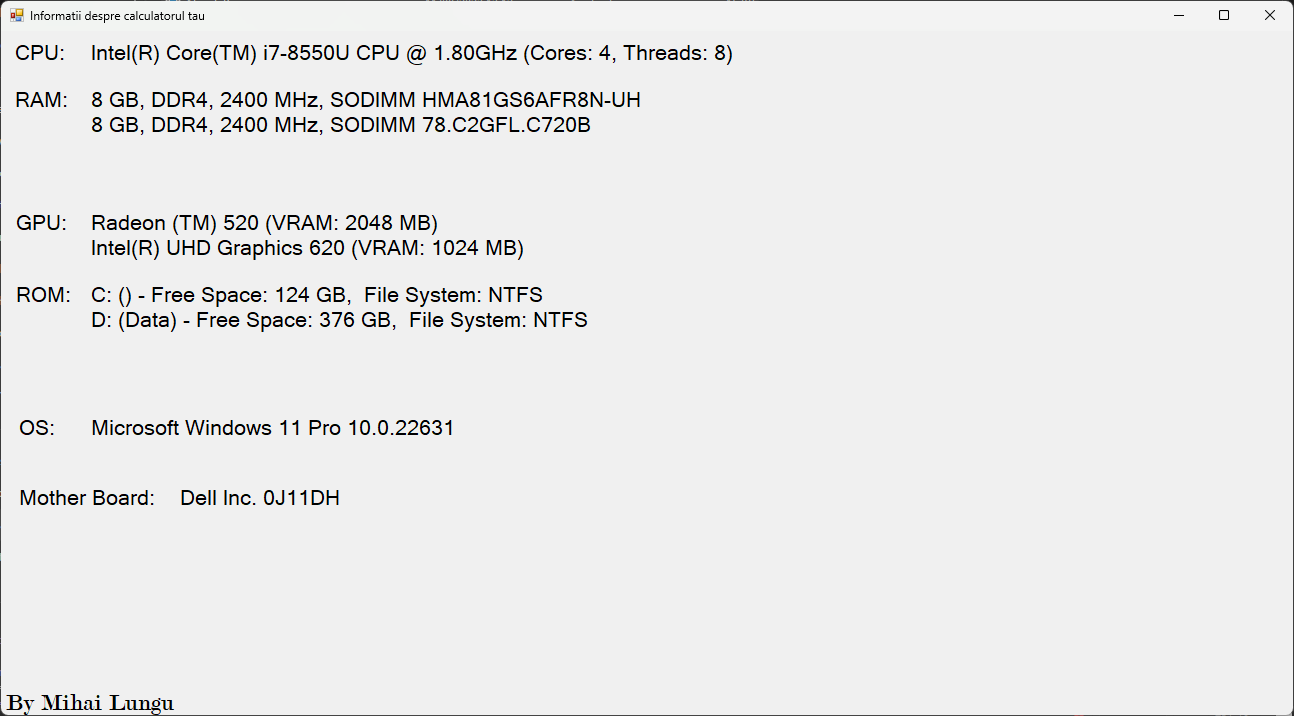 Informatii despre calculatorul tau
CPU: Intel(R) Core(TM) i7-8550U CPU @ 1.80GHz (Cores: 4, Threads: 8)
RAM: 8 GB, DDR4, 2400 MHz, SODIMM HMA81GS6AFR8N-UH
8 GB, DDR4, 2400 MHz, SODIMM 78.C2GFL.C720B
GPU: Radeon (TM) 520 (VRAM: 2048 MB)
Intel(R) UHD Graphics 620 (VRAM: 1024 MB)
ROM: C: () - Free Space: 124 GB,  File System: NTFS
D: (Data) - Free Space: 376 GB,  File System: NTFS
OS: Microsoft Windows 11 Pro 10.0.22631
Mother Board: Dell Inc. 0J11DH
By Mihai Lungu